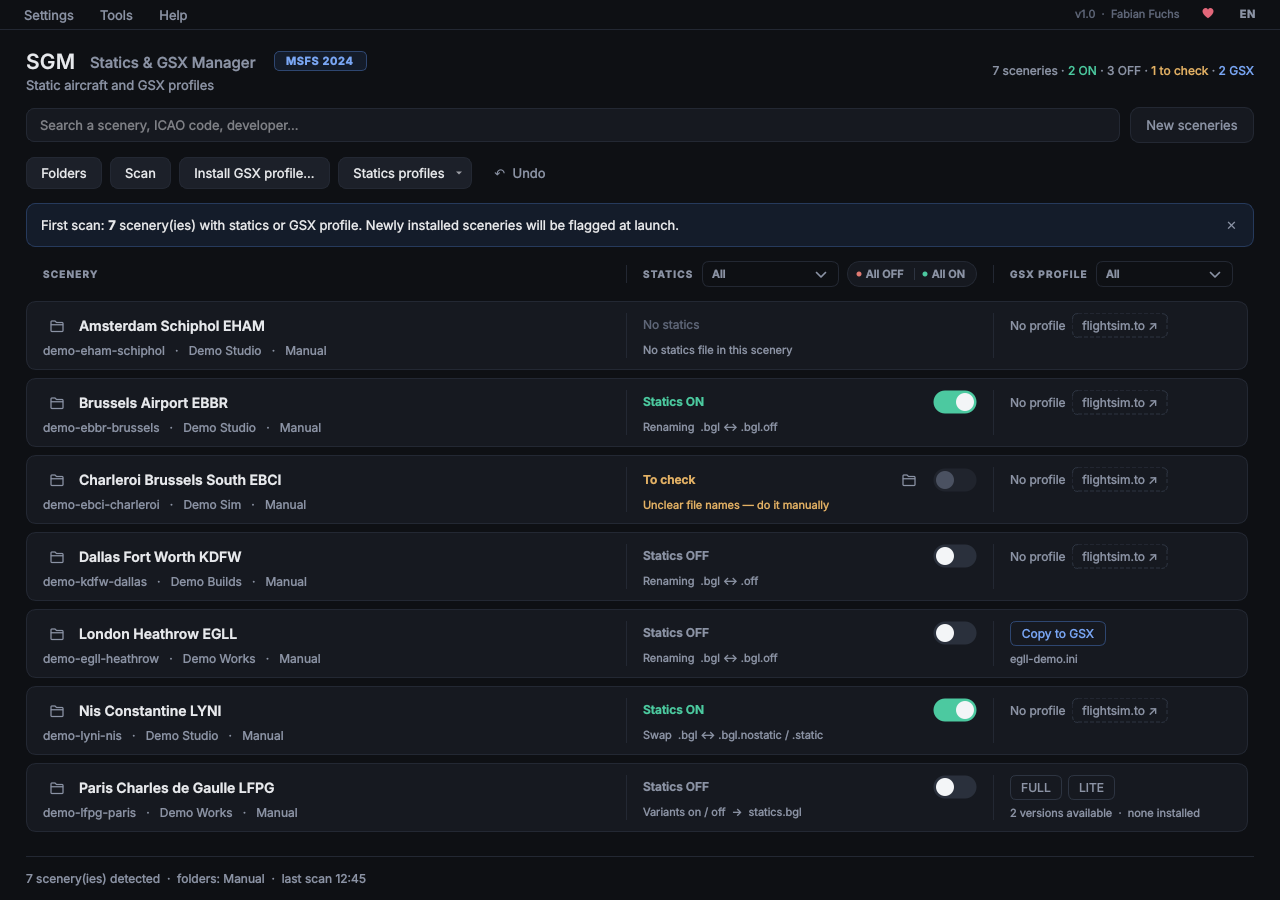 Settings Tools Help v1.0 · Fabian Fuchs EN
SGM Statics & GSX Manager MSFS 2024
Static aircraft and GSX profiles
7 sceneries · 2 ON · 3 OFF · 1 to check · 2 GSX
Search a scenery, ICAO code, developer... New sceneries
Folders Scan Install GSX profile... Statics profiles ↶ Undo
First scan: 7 scenery(ies) with statics or GSX profile. Newly installed sceneries will be flagged at launch. ×
SCENERY STATICS All All OFF All ON GSX PROFILE All
Amsterdam Schiphol EHAM No statics No profile flightsim.to ↗
demo-eham-schiphol · Demo Studio · Manual No statics file in this scenery
Brussels Airport EBBR Statics ON No profile flightsim.to ↗
demo-ebbr-brussels · Demo Studio · Manual Renaming .bgl ↔ .bgl.off
Charleroi Brussels South EBCI To check No profile flightsim.to ↗
demo-ebci-charleroi · Demo Sim · Manual Unclear file names — do it manually
Dallas Fort Worth KDFW Statics OFF No profile flightsim.to ↗
demo-kdfw-dallas · Demo Builds · Manual Renaming .bgl ↔ .off
London Heathrow EGLL Statics OFF Copy to GSX
demo-egll-heathrow · Demo Works · Manual Renaming .bgl ↔ .bgl.off egll-demo.ini
Nis Constantine LYNI Statics ON No profile flightsim.to ↗
demo-lyni-nis · Demo Studio · Manual Swap .bgl ↔ .bgl.nostatic / .static
Paris Charles de Gaulle LFPG Statics OFF FULL LITE
demo-lfpg-paris · Demo Works · Manual Variants on / off → statics.bgl 2 versions available · none installed
7 scenery(ies) detected · folders: Manual · last scan 12:45